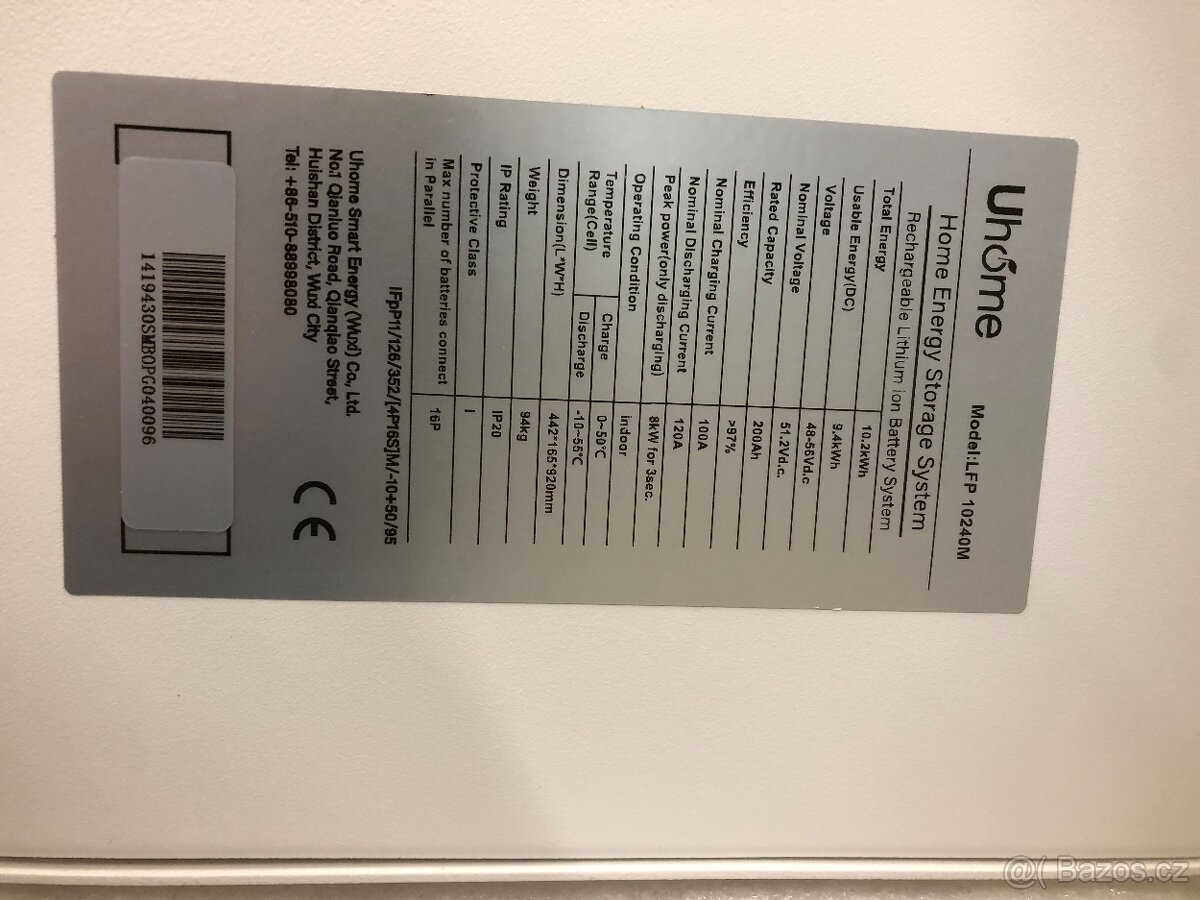 Uhome Model:LFP 10240M
Home Energy Storage System
Rechargeable Lithium ion Battery System
Total Energy 10.2kWh
Usable Energy(DC) 9.4kWh
Voltage 48-56Vd.c
Nominal Voltage 51.2Vd.c.
Rated Capacity 200Ah
Efficiency >97%
Nominal Charging Current 100A
Nominal Discharging Current 120A
Peak power(only discharging) 8kW for 3sec.
Operating Condition indoor
Temperature Range(Cell) Charge 0~50℃
Discharge -10~55℃
Dimension(L*W*H) 442*165*920mm
Weight 94kg
IP Rating IP20
Protective Class I
Max number of batteries connect
in Parallel 16P
IFpP11/126/352/[4P16S]M/-10+50/95
Uhome Smart Energy (Wuxi) Co., Ltd.
No.1 Qianluo Road, Qianqiao Street,
Huishan District, Wuxi City
Tel: +86-510-88998080
CE
1419430SMBOPG040096
@( Bazos.cz